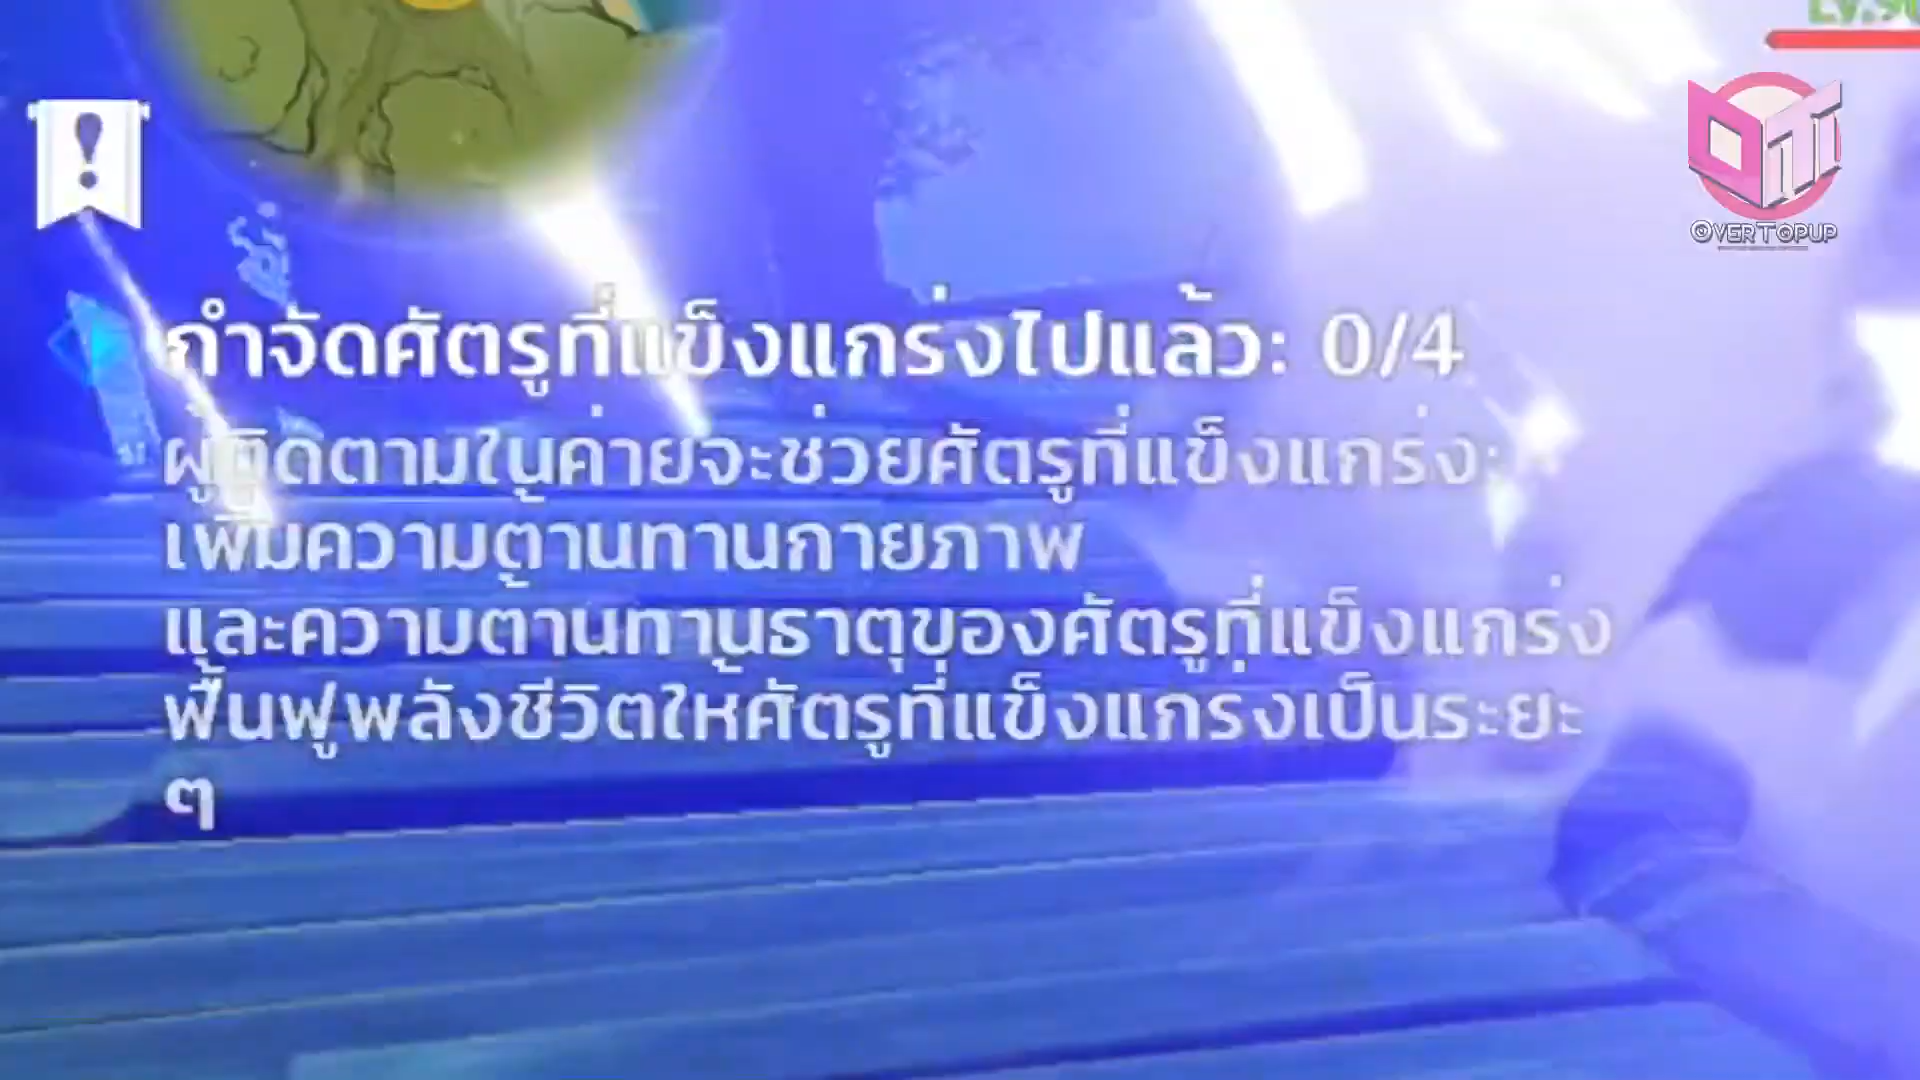 Lv.90
OVERTOPUP
กำจัดศัตรูที่แข็งแกร่งไปแล้ว: 0/4
ผู้ติดตามในค่ายจะช่วยศัตรูที่แข็งแกร่ง:
เพิ่มความต้านทานกายภาพ
และความต้านทานธาตุของศัตรูที่แข็งแกร่ง
ฟื้นฟูพลังชีวิตให้ศัตรูที่แข็งแกร่งเป็นระยะ
ๆ